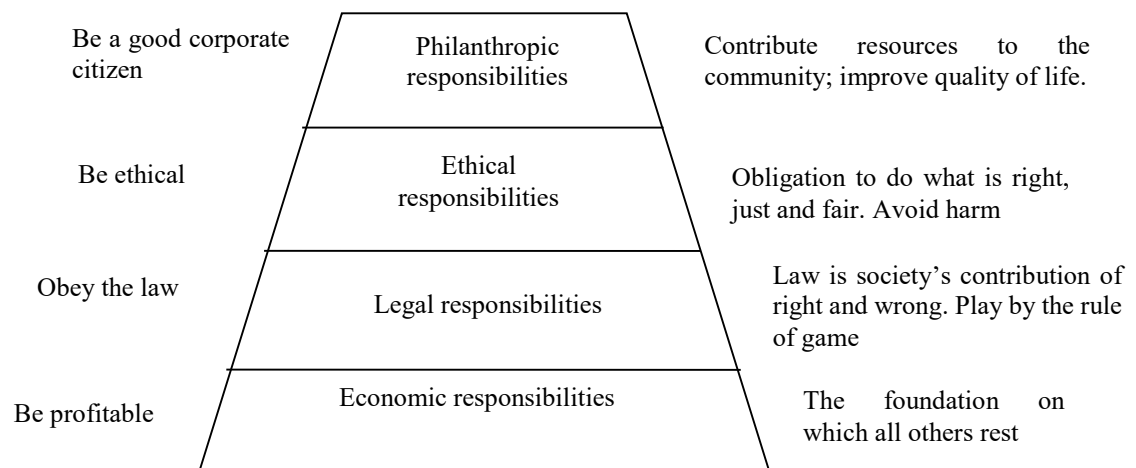 Be a good corporate
citizen
Philanthropic
responsibilities
Contribute resources to the
community; improve quality of life.
Be ethical
Ethical
responsibilities
Obligation to do what is right,
just and fair. Avoid harm
Obey the law
Legal responsibilities
Law is society’s contribution of
right and wrong. Play by the rule
of game
Be profitable
Economic responsibilities
The foundation on
which all others rest